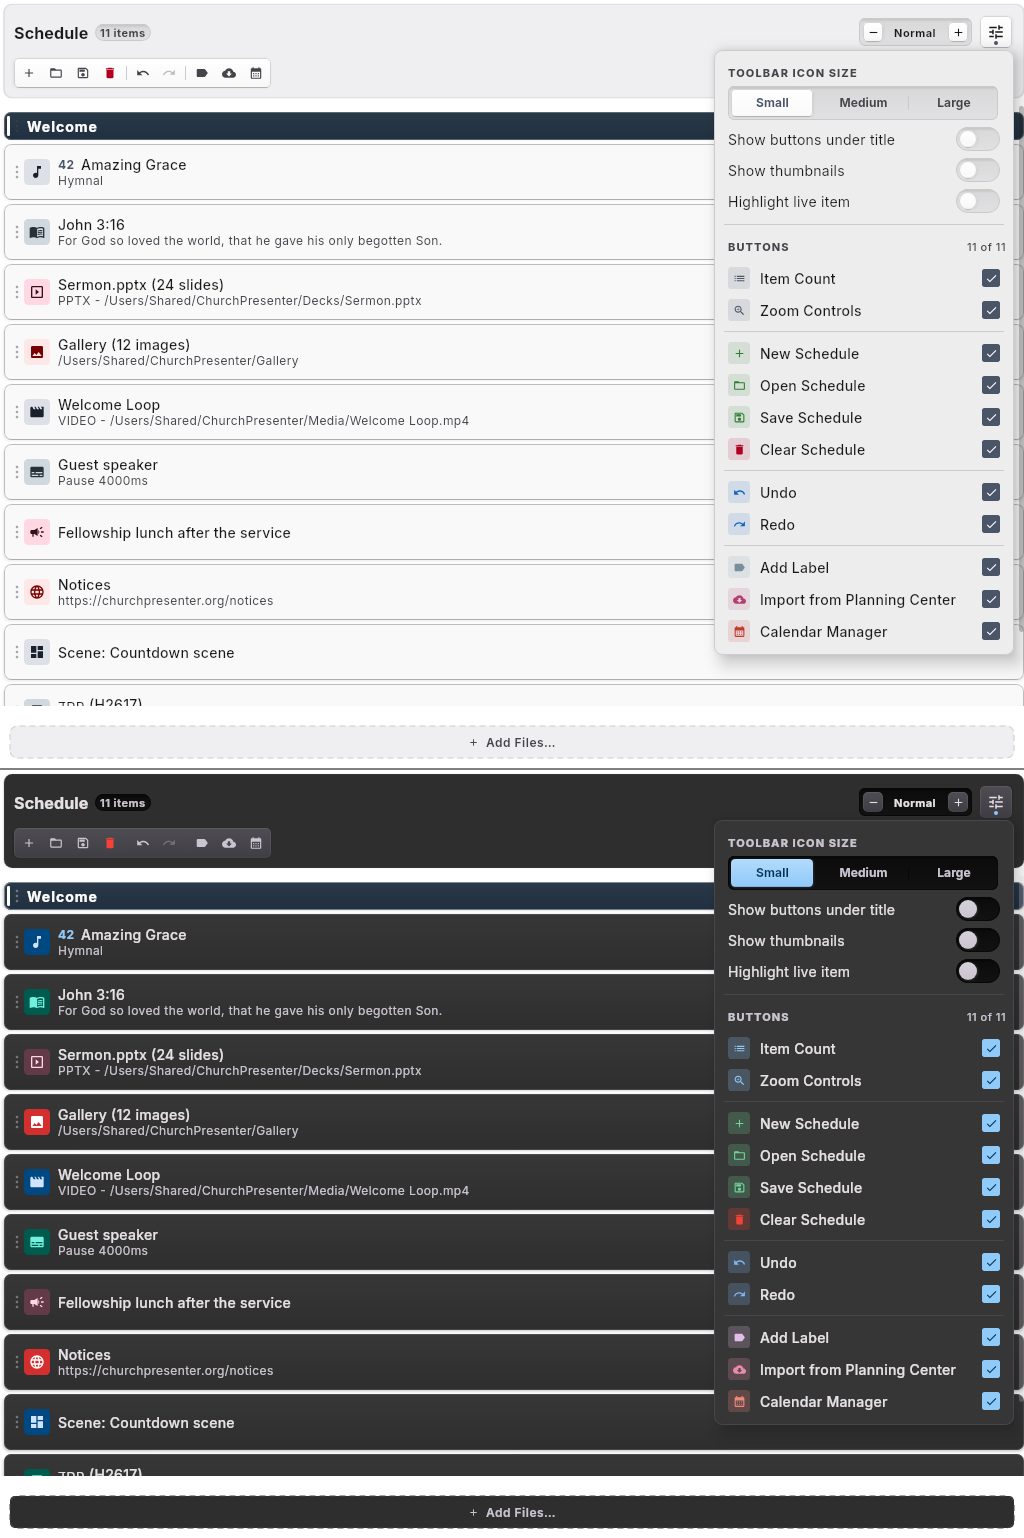 Schedule 11 items
Normal
TOOLBAR ICON SIZE
Small Medium Large
Show buttons under title
Show thumbnails
Highlight live item
BUTTONS 11 of 11
Item Count
Zoom Controls
New Schedule
Open Schedule
Save Schedule
Clear Schedule
Undo
Redo
Add Label
Import from Planning Center
Calendar Manager
Welcome
42 Amazing Grace
Hymnal
John 3:16
For God so loved the world, that he gave his only begotten Son.
Sermon.pptx (24 slides)
PPTX - /Users/Shared/ChurchPresenter/Decks/Sermon.pptx
Gallery (12 images)
/Users/Shared/ChurchPresenter/Gallery
Welcome Loop
VIDEO - /Users/Shared/ChurchPresenter/Media/Welcome Loop.mp4
Guest speaker
Pause 4000ms
Fellowship lunch after the service
Notices
https://churchpresenter.org/notices
Scene: Countdown scene
(H2617)
+ Add Files...
Schedule 11 items
Normal
TOOLBAR ICON SIZE
Small Medium Large
Show buttons under title
Show thumbnails
Highlight live item
BUTTONS 11 of 11
Item Count
Zoom Controls
New Schedule
Open Schedule
Save Schedule
Clear Schedule
Undo
Redo
Add Label
Import from Planning Center
Calendar Manager
Welcome
42 Amazing Grace
Hymnal
John 3:16
For God so loved the world, that he gave his only begotten Son.
Sermon.pptx (24 slides)
PPTX - /Users/Shared/ChurchPresenter/Decks/Sermon.pptx
Gallery (12 images)
/Users/Shared/ChurchPresenter/Gallery
Welcome Loop
VIDEO - /Users/Shared/ChurchPresenter/Media/Welcome Loop.mp4
Guest speaker
Pause 4000ms
Fellowship lunch after the service
Notices
https://churchpresenter.org/notices
Scene: Countdown scene
(H2617)
+ Add Files...